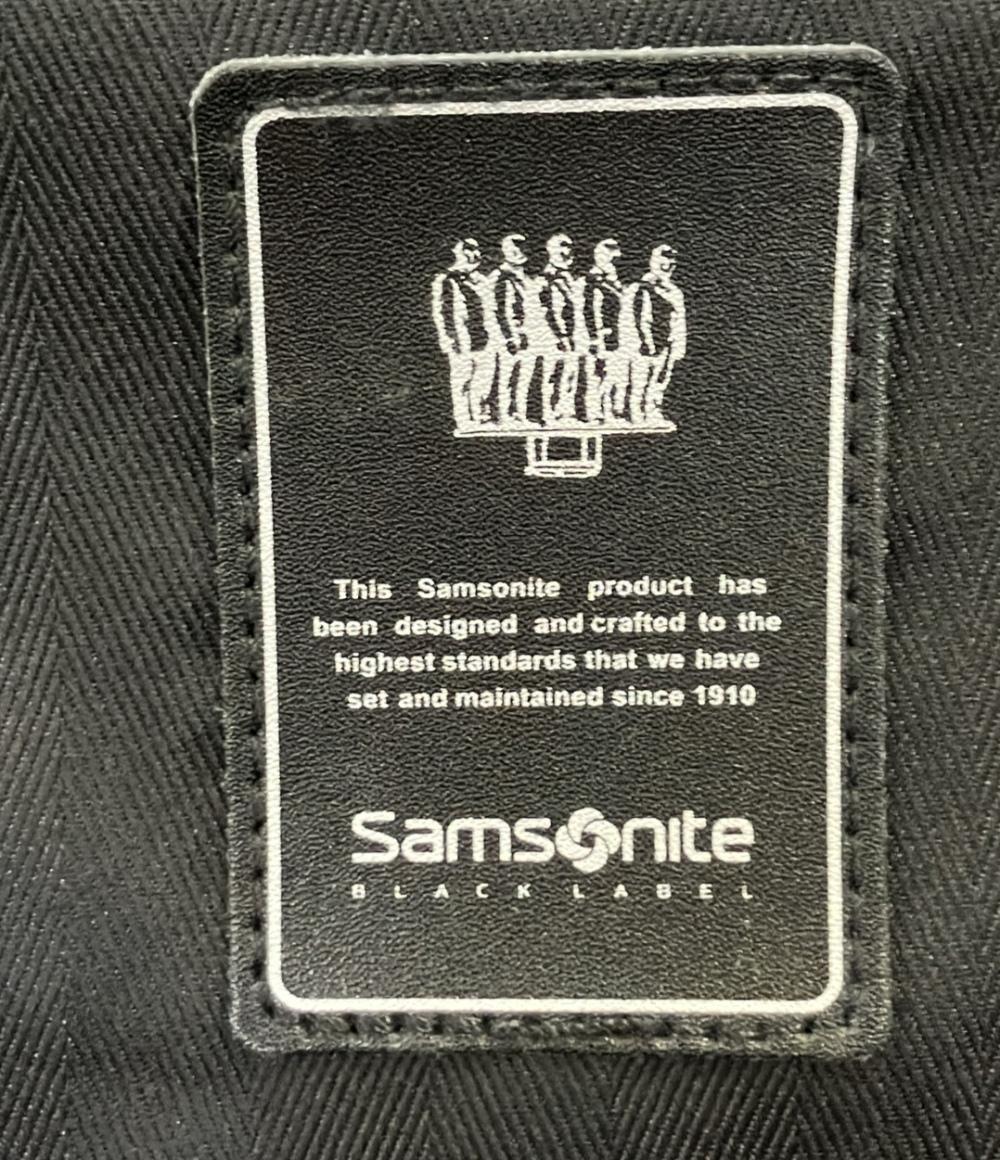 This Samsonite product has
been designed and crafted to the
highest standards that we have
set and maintained since 1910
Samsonite
BLACK LABEL